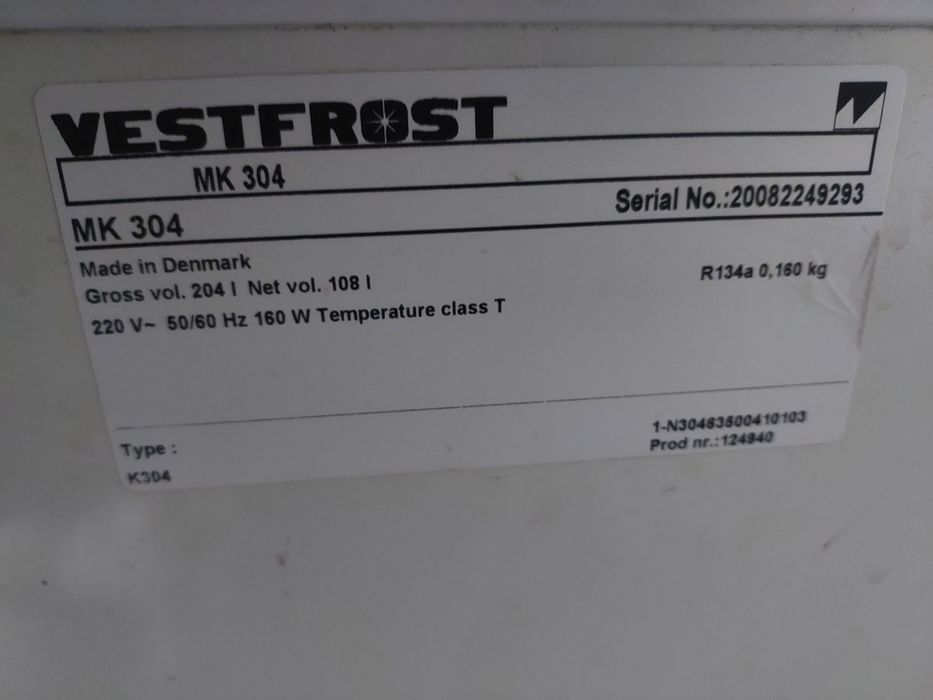 VESTFROST
MK 304
MK 304
Serial No.:20082249293
Made in Denmark
Gross vol. 204 l Net vol. 108 l
R134a 0,160 kg
220 V~ 50/60 Hz 160 W Temperature class T
Type :
K304
1-N30463500410103
Prod nr.:124940